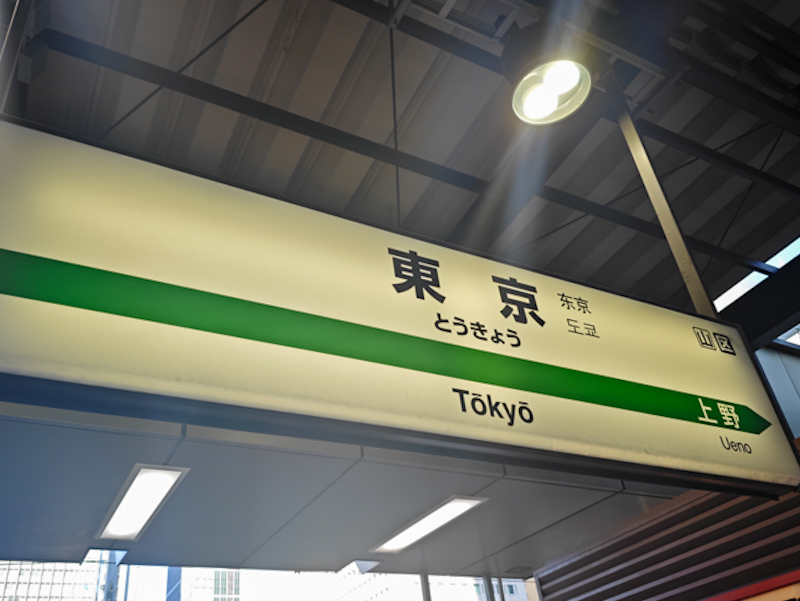 東京
东京
도쿄
とうきょう
Tōkyō
山区
上野
Ueno